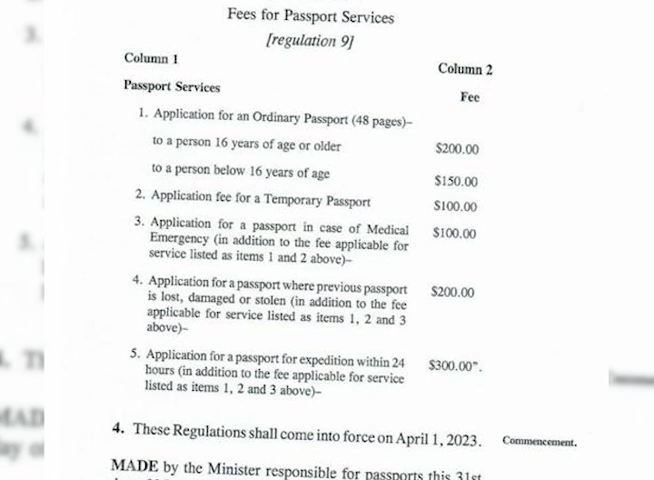 Fees for Passport Services
[regulation 9]
Column 1
Column 2
Passport Services
Fee
1. Application for an Ordinary Passport (48 pages)–
to a person 16 years of age or older $200.00
to a person below 16 years of age $150.00
2. Application fee for a Temporary Passport $100.00
3. Application for a passport in case of Medical $100.00
Emergency (in addition to the fee applicable for
service listed as items 1 and 2 above)–
4. Application for a passport where previous passport $200.00
is lost, damaged or stolen (in addition to the fee
applicable for service listed as items 1, 2 and 3
above)–
5. Application for a passport for expedition within 24 $300.00".
hours (in addition to the fee applicable for service
listed as items 1, 2 and 3 above)–
4. These Regulations shall come into force on April 1, 2023. Commencement.
MADE by the Minister responsible for passports this 31st